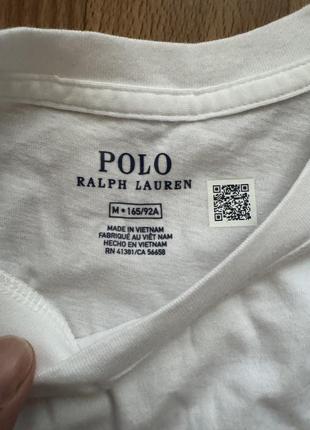 POLO
RALPH LAUREN
M • 165/92A
MADE IN VIETNAM
FABRIQUÉ AU VIÊT NAM
HECHO EN VIETNAM
RN 41381/CA 56658